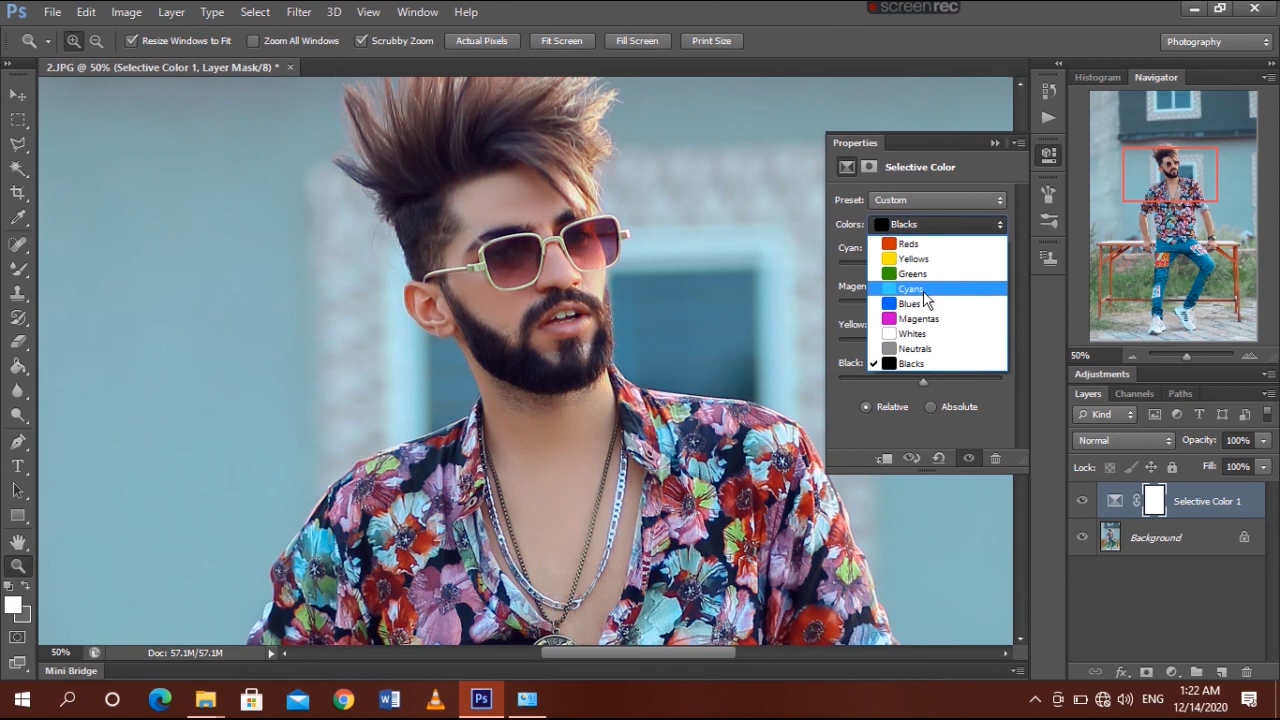 Ps File Edit Image Layer Type Select Filter 3D View Window Help
screenrec
Resize Windows to Fit Zoom All Windows Scrubby Zoom Actual Pixels Fit Screen Fill Screen Print Size Photography
2.JPG @ 50% (Selective Color 1, Layer Mask/8) * ×
Histogram Navigator
Properties
Selective Color
Preset: Custom
Colors: Blacks
Cyan: Reds
Yellows
Greens
Magen Cyans
Blues
Yellow: Magentas
Whites
Neutrals
Black: Blacks
Relative Absolute
50%
Adjustments
Layers Channels Paths
Kind
Normal Opacity: 100%
Lock: Fill: 100%
Selective Color 1
Background
50% Doc: 57.1M/57.1M
Mini Bridge
fx
W Ps ENG 1:22 AM
12/14/2020